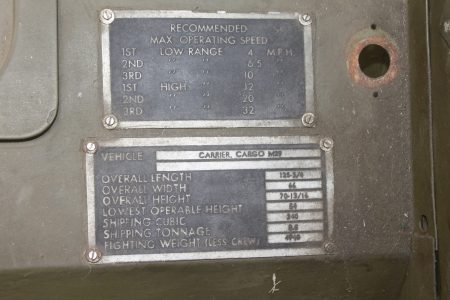 RECOMMENDED
MAX OPERATING SPEED
1ST LOW RANGE 4 M.P.H
2ND " " 6.5 "
3RD " " 10 "
1ST HIGH " 12 "
2ND " " 20 "
3RD " " 32 "
VEHICLE CARRIER, CARGO M29
OVERALL LENGTH 125-3/4
OVERALL WIDTH 66
OVERALL HEIGHT 70-13/16
LOWEST OPERABLE HEIGHT 54
SHIPPING-CUBIC 340
SHIPPING TONNAGE 8.5
FIGHTING WEIGHT (LESS CREW)